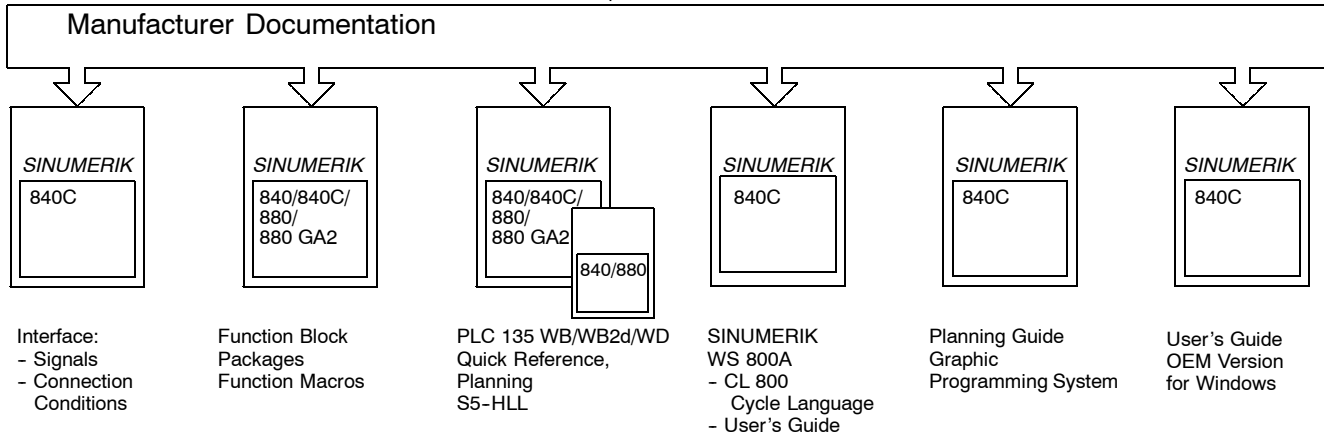 Manufacturer Documentation
SINUMERIK
840C
SINUMERIK
840/840C/
880/
880 GA2
SINUMERIK
840/840C/
880/
880 GA2
840/880
SINUMERIK
840C
SINUMERIK
840C
SINUMERIK
840C
Interface:
- Signals
- Connection
Conditions
Function Block
Packages
Function Macros
PLC 135 WB/WB2d/WD
Quick Reference,
Planning
S5-HLL
SINUMERIK
WS 800A
- CL 800
Cycle Language
- User's Guide
Planning Guide
Graphic
Programming System
User's Guide
OEM Version
for Windows